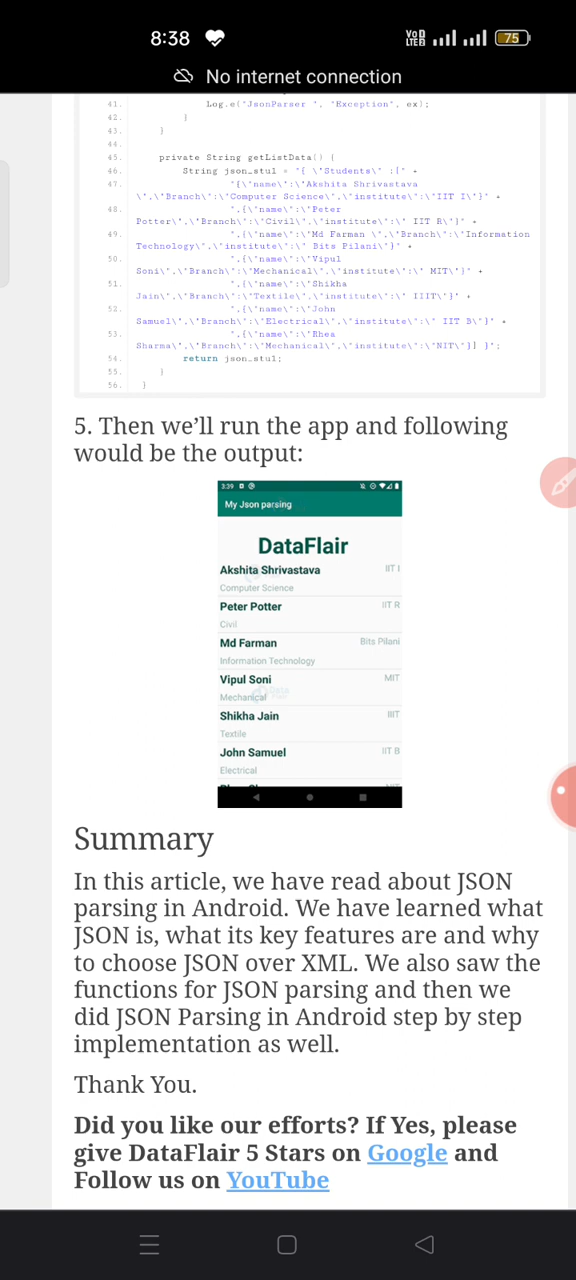 8:38 VoD LTE2 75
No internet connection
41. Log.e("JsonParser ", "Exception", ex);
42. }
43. }
44.
45. private String getListData() {
46. String json_stu1 = "{ \"Students\" :[" +
47. "{\"name\":\"Akshita Shrivastava
\",\"Branch\":\"Computer Science\",\"institute\":\"IIT I\"}" +
48. ",{\"name\":\"Peter
Potter\",\"Branch\":\"Civil\",\"institute\":\" IIT R\"}" +
49. ",{\"name\":\"Md Farman \",\"Branch\":\"Information
Technology\",\"institute\":\" Bits Pilani\"}" +
50. ",{\"name\":\"Vipul
Soni\",\"Branch\":\"Mechanical\",\"institute\":\" MIT\"}" +
51. ",{\"name\":\"Shikha
Jain\",\"Branch\":\"Textile\",\"institute\":\" IIIT\"}" +
52. ",{\"name\":\"John
Samuel\",\"Branch\":\"Electrical\",\"institute\":\" IIT B\"}" +
53. ",{\"name\":\"Rhea
Sharma\",\"Branch\":\"Mechanical\",\"institute\":\"NIT\"}] }";
54. return json_stu1;
55. }
56. }
5. Then we’ll run the app and following
would be the output:
3:39
My Json parsing
DataFlair
Akshita Shrivastava IIT I
Computer Science
Peter Potter IIT R
Civil
Md Farman Bits Pilani
Information Technology
Vipul Soni MIT
Mechanical
Shikha Jain IIIT
Textile
John Samuel IIT B
Electrical
Summary
In this article, we have read about JSON
parsing in Android. We have learned what
JSON is, what its key features are and why
to choose JSON over XML. We also saw the
functions for JSON parsing and then we
did JSON Parsing in Android step by step
implementation as well.
Thank You.
Did you like our efforts? If Yes, please
give DataFlair 5 Stars on Google and
Follow us on YouTube